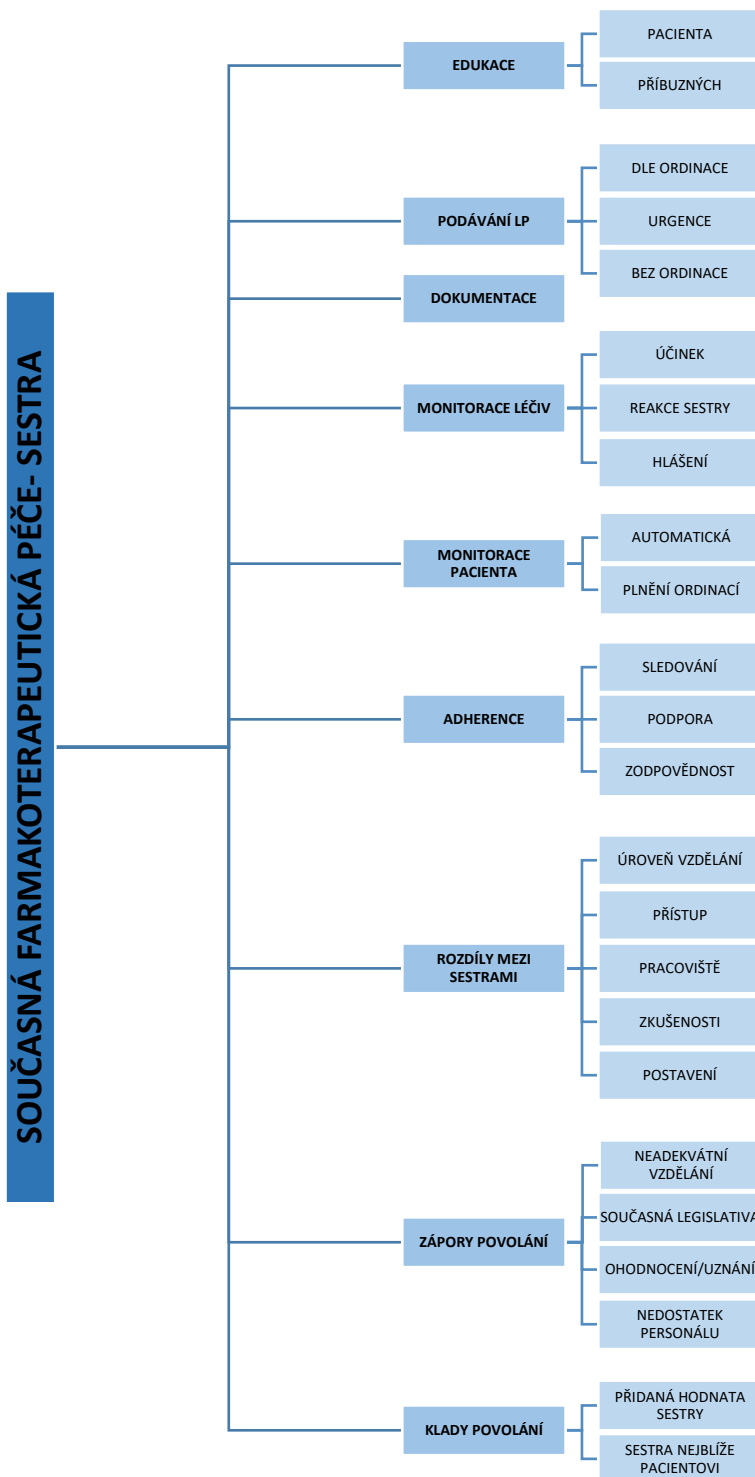 SOUČASNÁ FARMAKOTERAPEUTICKÁ PÉČE- SESTRA
EDUKACE
PACIENTA
PŘÍBUZNÝCH
PODÁVÁNÍ LP
DLE ORDINACE
URGENCE
BEZ ORDINACE
DOKUMENTACE
MONITORACE LÉČIV
ÚČINEK
REAKCE SESTRY
HLÁŠENÍ
MONITORACE
PACIENTA
AUTOMATICKÁ
PLNĚNÍ ORDINACÍ
ADHERENCE
SLEDOVÁNÍ
PODPORA
ZODPOVĚDNOST
ROZDÍLY MEZI
SESTRAMI
ÚROVEŇ VZDĚLÁNÍ
PŘÍSTUP
PRACOVIŠTĚ
ZKUŠENOSTI
POSTAVENÍ
ZÁPORY POVOLÁNÍ
NEADEKVÁTNÍ
VZDĚLÁNÍ
SOUČASNÁ LEGISLATIVA
OHODNOCENÍ/UZNÁNÍ
NEDOSTATEK
PERSONÁLU
KLADY POVOLÁNÍ
PŘIDANÁ HODNATA
SESTRY
SESTRA NEJBLÍŽE
PACIENTOVI